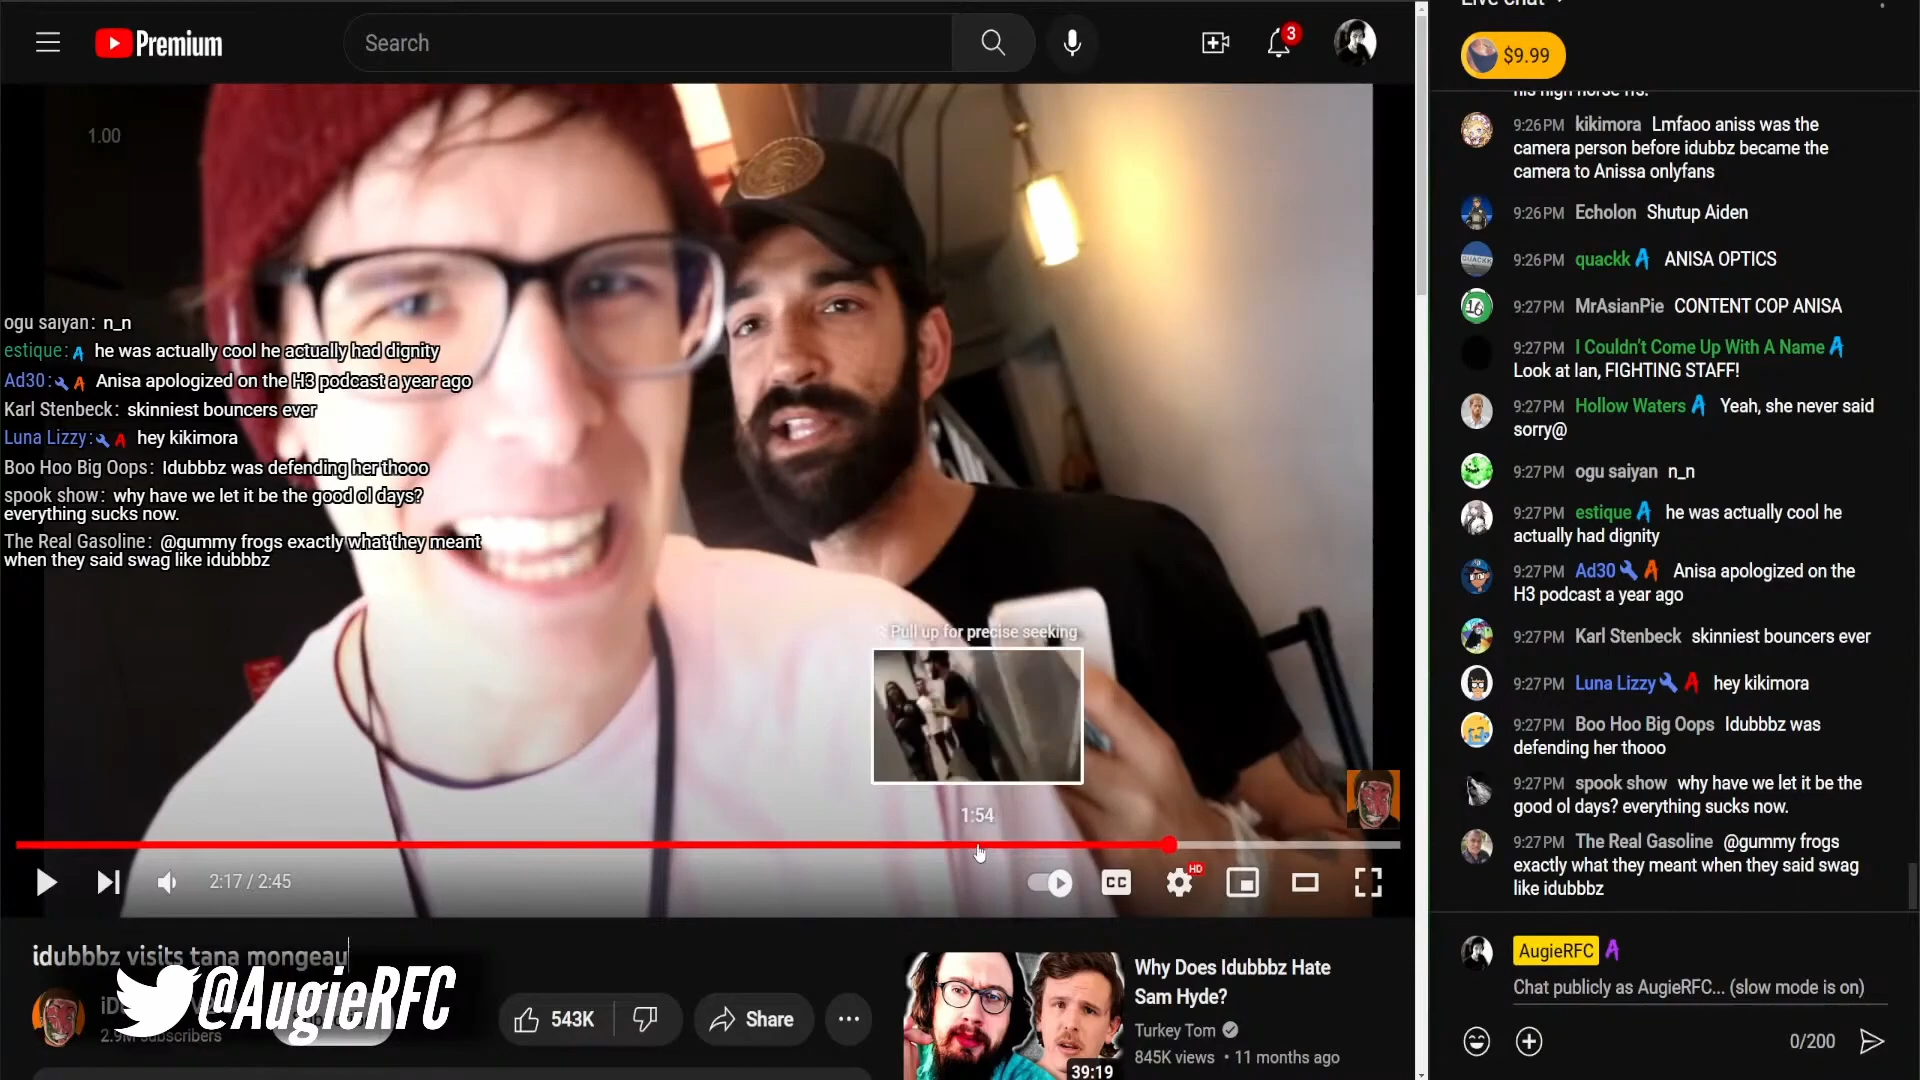 Premium
Search
3
1.00
ogu saiyan: n_n
estique: he was actually cool he actually had dignity
Ad30: Anisa apologized on the H3 podcast a year ago
Karl Stenbeck: skinniest bouncers ever
Luna Lizzy: hey kikimora
Boo Hoo Big Oops: Idubbbz was defending her thooo
spook show: why have we let it be the good ol days?
everything sucks now.
The Real Gasoline: @gummy frogs exactly what they meant
when they said swag like idubbbz
Pull up for precise seeking
1:54
2:17 / 2:45
CC
HD
idubbbz visits tana mongeau
@AugieRFC
subscribers
543K
Share
Why Does Idubbbz Hate
Sam Hyde?
Turkey Tom
845K views • 11 months ago
39:19
Live chat
$9.99
his high horse ffs.
9:26 PM kikimora Lmfaoo aniss was the
camera person before idubbz became the
camera to Anissa onlyfans
9:26 PM Echolon Shutup Aiden
QUACKK
9:26 PM quackk ANISA OPTICS
16
9:27 PM MrAsianPie CONTENT COP ANISA
9:27 PM I Couldn't Come Up With A Name
Look at Ian, FIGHTING STAFF!
9:27 PM Hollow Waters Yeah, she never said
sorry@
9:27 PM ogu saiyan n_n
9:27 PM estique he was actually cool he
actually had dignity
9:27 PM Ad30 Anisa apologized on the
H3 podcast a year ago
9:27 PM Karl Stenbeck skinniest bouncers ever
9:27 PM Luna Lizzy hey kikimora
9:27 PM Boo Hoo Big Oops Idubbbz was
defending her thooo
9:27 PM spook show why have we let it be the
good ol days? everything sucks now.
9:27 PM The Real Gasoline @gummy frogs
exactly what they meant when they said swag
like idubbbz
AugieRFC
Chat publicly as AugieRFC... (slow mode is on)
0/200